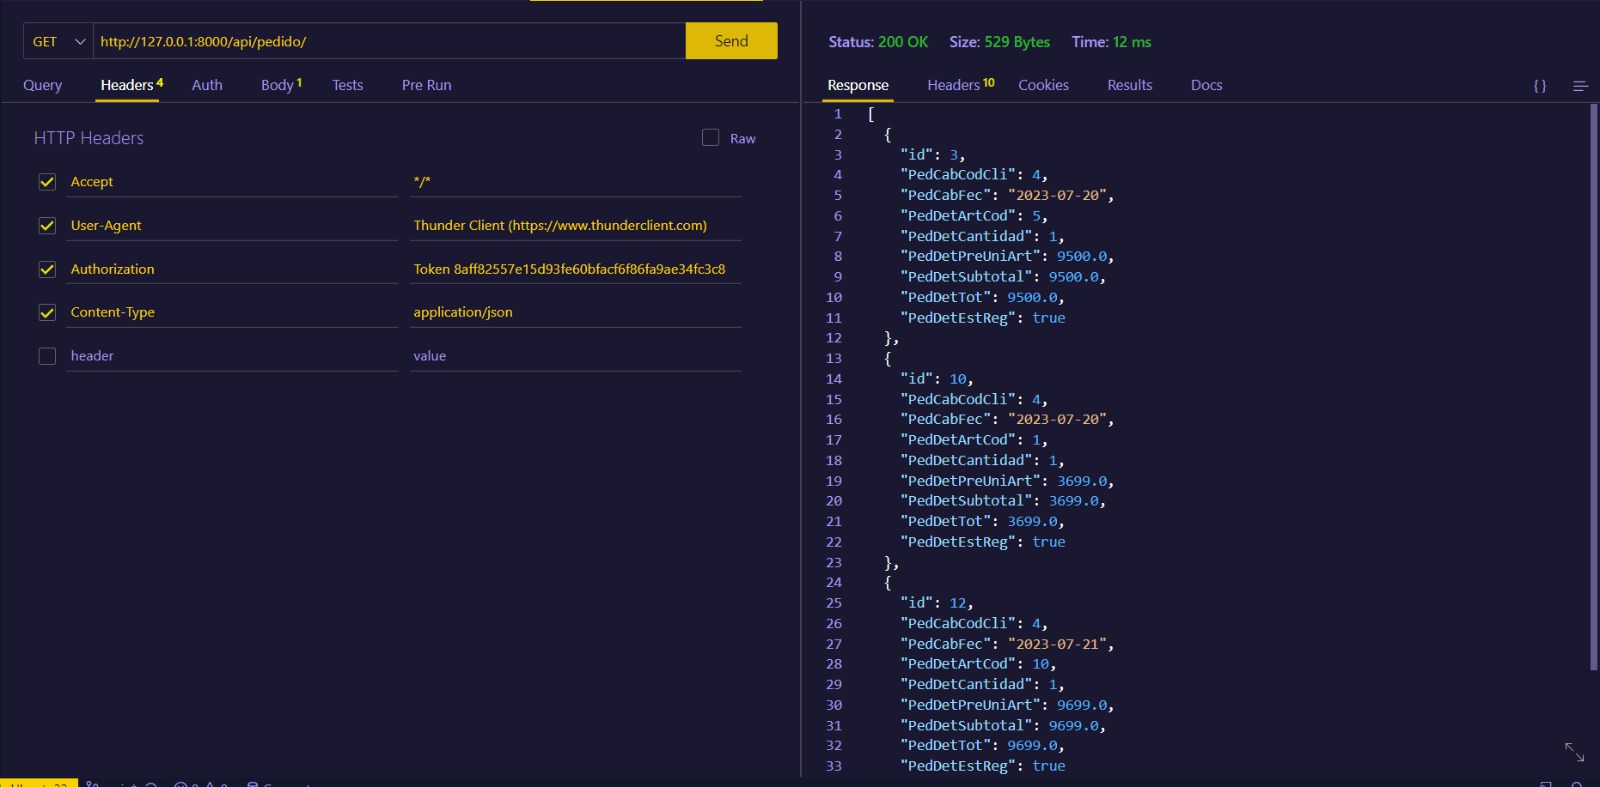 GET http://127.0.0.1:8000/api/pedido/ Send
Query Headers 4 Auth Body 1 Tests Pre Run
HTTP Headers Raw
Accept */*
User-Agent Thunder Client (https://www.thunderclient.com)
Authorization Token 8aff82557e15d93fe60bfacf6f86fa9ae34fc3c8
Content-Type application/json
header value
Status: 200 OK Size: 529 Bytes Time: 12 ms
Response Headers 10 Cookies Results Docs { }
1 [
2 {
3 "id": 3,
4 "PedCabCodCli": 4,
5 "PedCabFec": "2023-07-20",
6 "PedDetArtCod": 5,
7 "PedDetCantidad": 1,
8 "PedDetPreUniArt": 9500.0,
9 "PedDetSubtotal": 9500.0,
10 "PedDetTot": 9500.0,
11 "PedDetEstReg": true
12 },
13 {
14 "id": 10,
15 "PedCabCodCli": 4,
16 "PedCabFec": "2023-07-20",
17 "PedDetArtCod": 1,
18 "PedDetCantidad": 1,
19 "PedDetPreUniArt": 3699.0,
20 "PedDetSubtotal": 3699.0,
21 "PedDetTot": 3699.0,
22 "PedDetEstReg": true
23 },
24 {
25 "id": 12,
26 "PedCabCodCli": 4,
27 "PedCabFec": "2023-07-21",
28 "PedDetArtCod": 10,
29 "PedDetCantidad": 1,
30 "PedDetPreUniArt": 9699.0,
31 "PedDetSubtotal": 9699.0,
32 "PedDetTot": 9699.0,
33 "PedDetEstReg": true